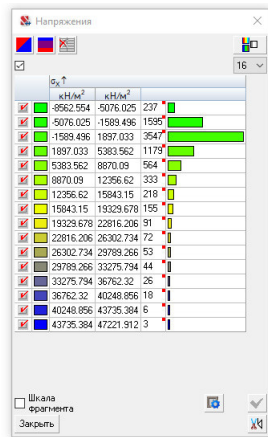 Напряжения
16
σx↑
кН/м² кН/м²
-8562.554 -5076.025 237
-5076.025 -1589.496 1595
-1589.496 1897.033 3547
1897.033 5383.562 1179
5383.562 8870.09 564
8870.09 12356.62 333
12356.62 15843.15 218
15843.15 19329.678 155
19329.678 22816.206 91
22816.206 26302.734 72
26302.734 29789.266 53
29789.266 33275.794 44
33275.794 36762.32 26
36762.32 40248.856 18
40248.856 43735.384 6
43735.384 47221.912 3
Шкала
фрагмента
Закрыть